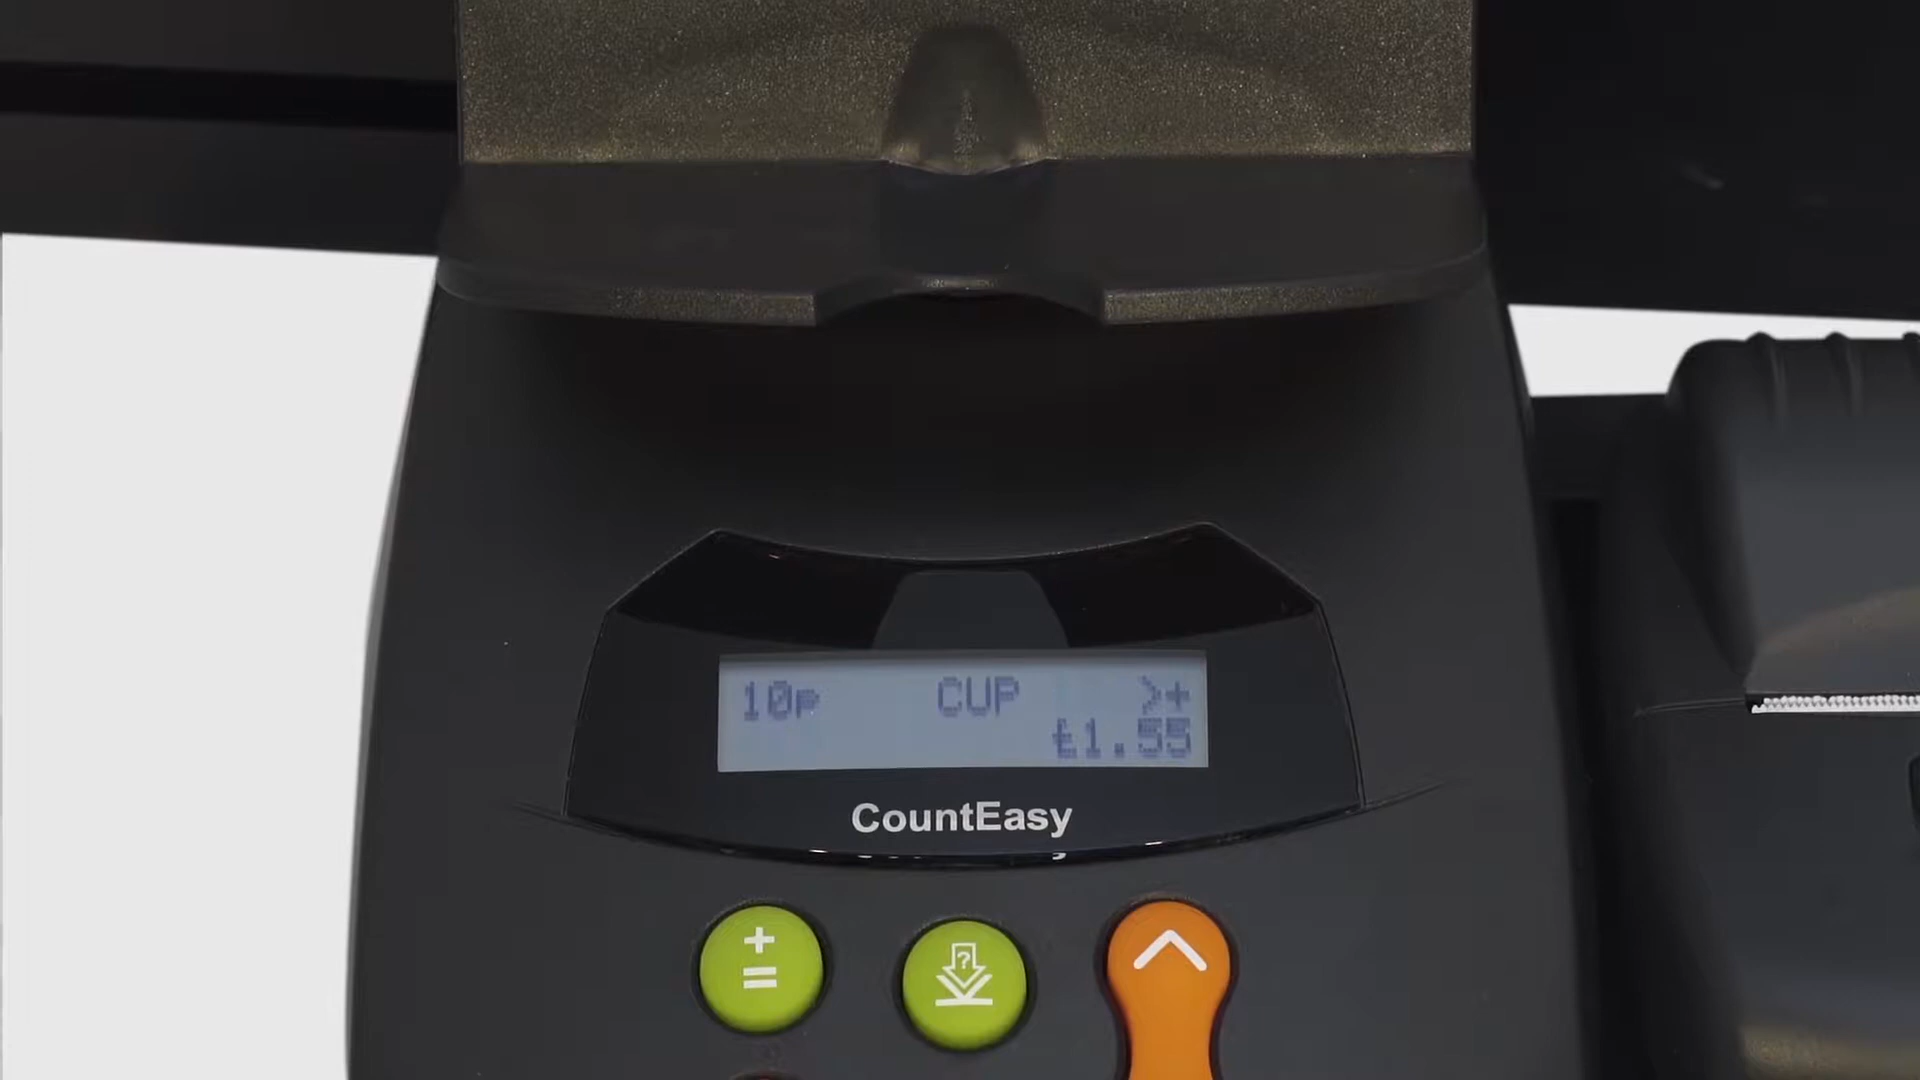 10p CUP >+
£1.55
CountEasy
+
=
?